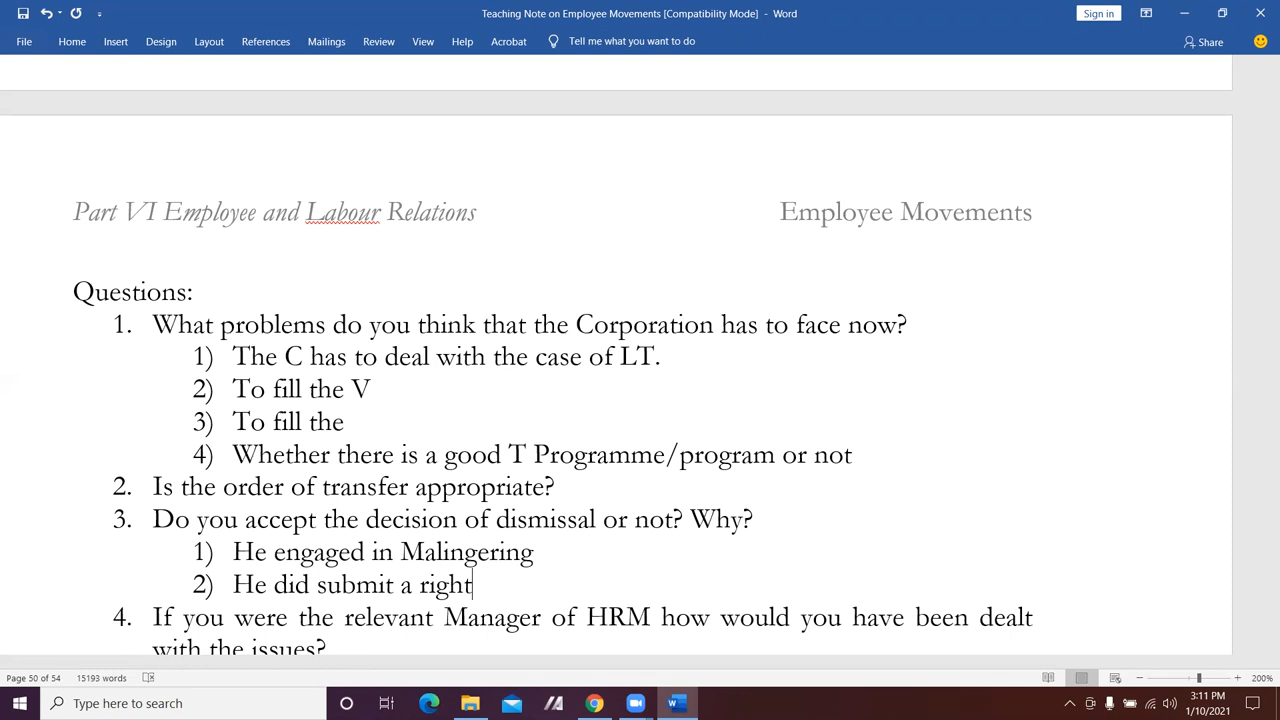 Teaching Note on Employee Movements [Compatibility Mode] - Word
Sign in
File Home Insert Design Layout References Mailings Review View Help Acrobat Tell me what you want to do Share
Part VI Employee and Labour Relations Employee Movements
Questions:
1. What problems do you think that the Corporation has to face now?
1) The C has to deal with the case of LT.
2) To fill the V
3) To fill the
4) Whether there is a good T Programme/program or not
2. Is the order of transfer appropriate?
3. Do you accept the decision of dismissal or not? Why?
1) He engaged in Malingering
2) He did submit a right
4. If you were the relevant Manager of HRM how would you have been dealt
with the issues?
Page 50 of 54 15193 words 200%
Type here to search
3:11 PM
1/10/2021